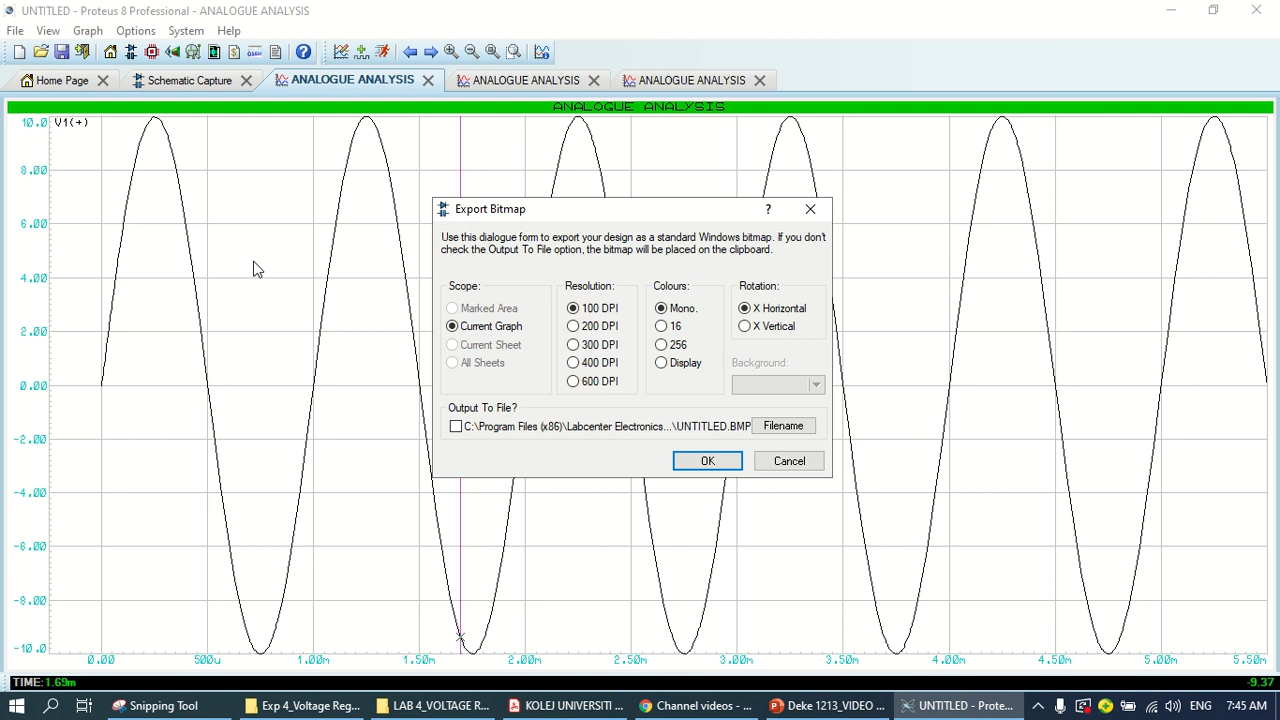 UNTITLED - Proteus 8 Professional - ANALOGUE ANALYSIS
File View Graph Options System Help
Home Page Schematic Capture ANALOGUE ANALYSIS ANALOGUE ANALYSIS ANALOGUE ANALYSIS
ANALOGUE ANALYSIS
10.0 V1(+)
8.00
6.00
4.00
2.00
0.00
-2.00
-4.00
-6.00
-8.00
-10.0
0.00 500u 1.00m 1.50m 2.00m 2.50m 3.00m 3.50m 4.00m 4.50m 5.00m 5.50m
Export Bitmap
Use this dialogue form to export your design as a standard Windows bitmap. If you don't
check the Output To File option, the bitmap will be placed on the clipboard.
Scope: Resolution: Colours: Rotation:
Marked Area 100 DPI Mono. X Horizontal
Current Graph 200 DPI 16 X Vertical
Current Sheet 300 DPI 256
All Sheets 400 DPI Display Background:
600 DPI
Output To File?
C:\Program Files (x86)\Labcenter Electronics...\UNTITLED.BMP Filename
OK Cancel
TIME:1.69m -9.37
Snipping Tool Exp 4_Voltage Reg... LAB 4_VOLTAGE R... KOLEJ UNIVERSITI ... Channel videos - ... Deke 1213_VIDEO ... UNTITLED - Prote... ENG 7:45 AM